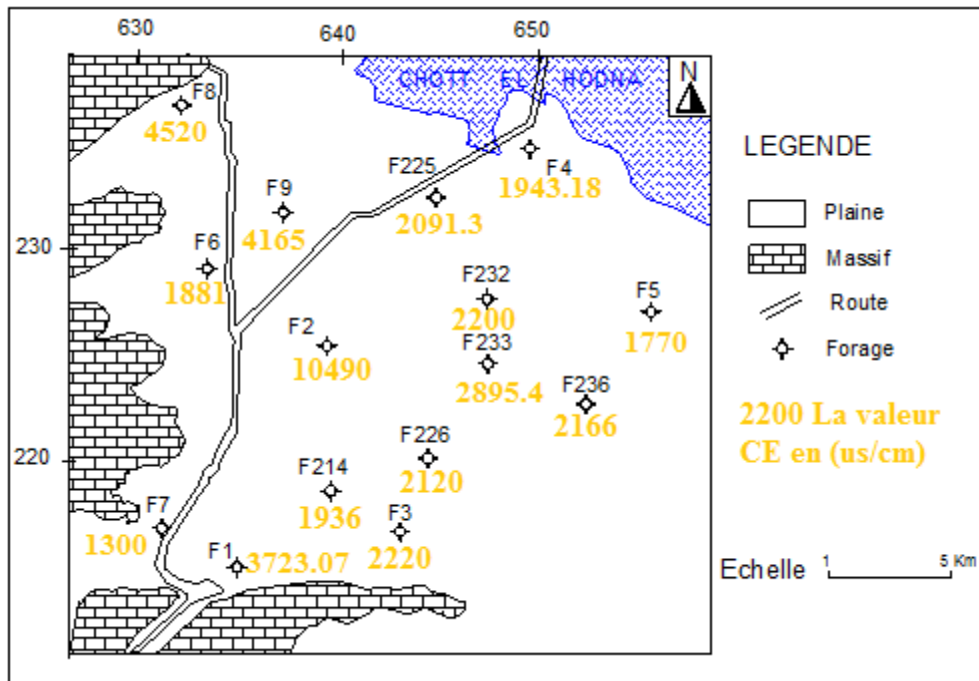 630 640 650
CHOTT EL HODNA
N
F8
4520
F225
F4
1943.18
F9
2091.3
4165
230
F6
1881
F232
2200
F5
1770
F2
10490
F233
2895.4
F236
2166
220
F226
2120
F214
1936
F7
1300
F3
2220
F1
3723.07
LEGENDE
Plaine
Massif
Route
Forage
2200 La valeur
CE en (us/cm)
Echelle 1 5 Km